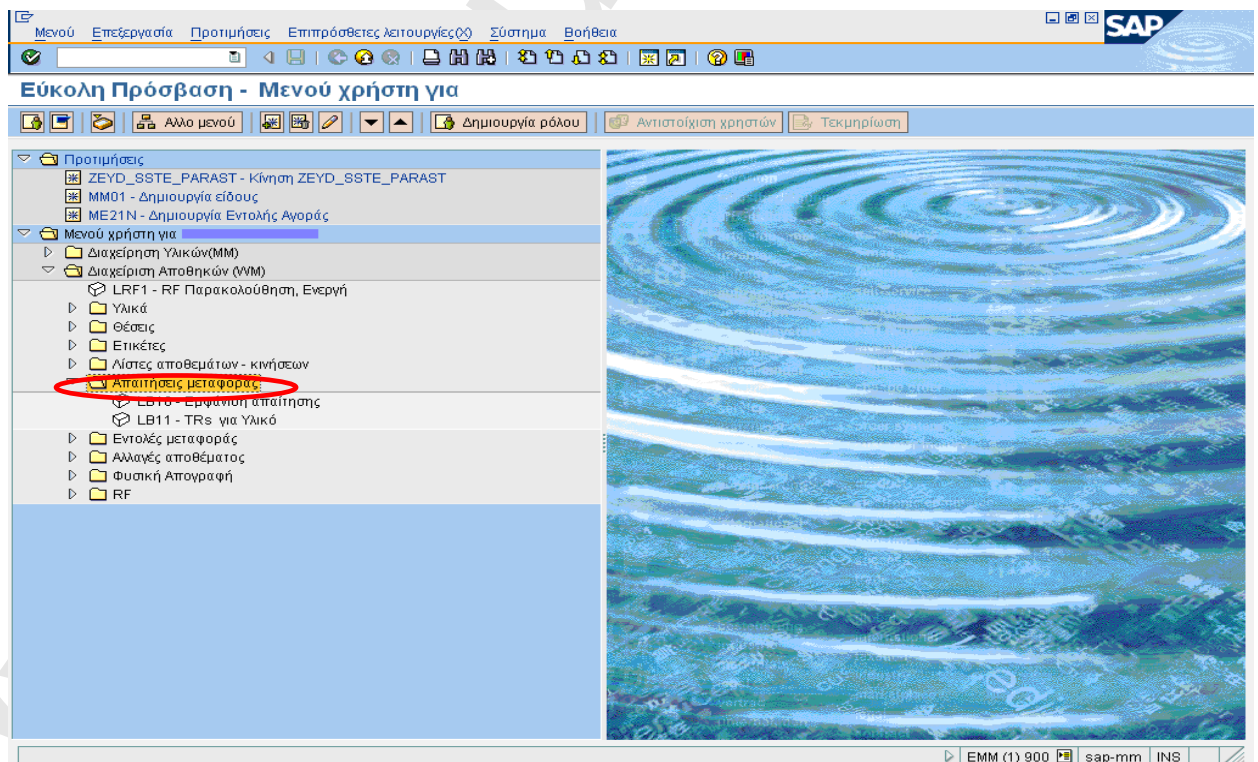 Μενού Επεξεργασία Προτιμήσεις Επιπρόσθετες λειτουργίες(X) Σύστημα Βοήθεια
SAP
Εύκολη Πρόσβαση - Μενού χρήστη για
Αλλο μενού Δημιουργία ρόλου Αντιστοίχιση χρηστών Τεκμηρίωση
Προτιμήσεις
ZEYD_SSTE_PARAST - Κίνηση ZEYD_SSTE_PARAST
MM01 - Δημιουργία είδους
ME21N - Δημιουργία Εντολής Αγοράς
Μενού χρήστη για
Διαχείρηση Υλικών(MM)
Διαχείριση Αποθηκών (WM)
LRF1 - RF Παρακολούθηση, Ενεργή
Υλικά
Θέσεις
Ετικέτες
Λίστες αποθεμάτων - κινήσεων
Απαιτήσεις μεταφοράς
LB10 - Εμφάνιση απαίτησης
LB11 - TRs για Υλικό
Εντολές μεταφοράς
Αλλαγές αποθέματος
Φυσική Απογραφή
RF
EMM (1) 900 sap-mm INS